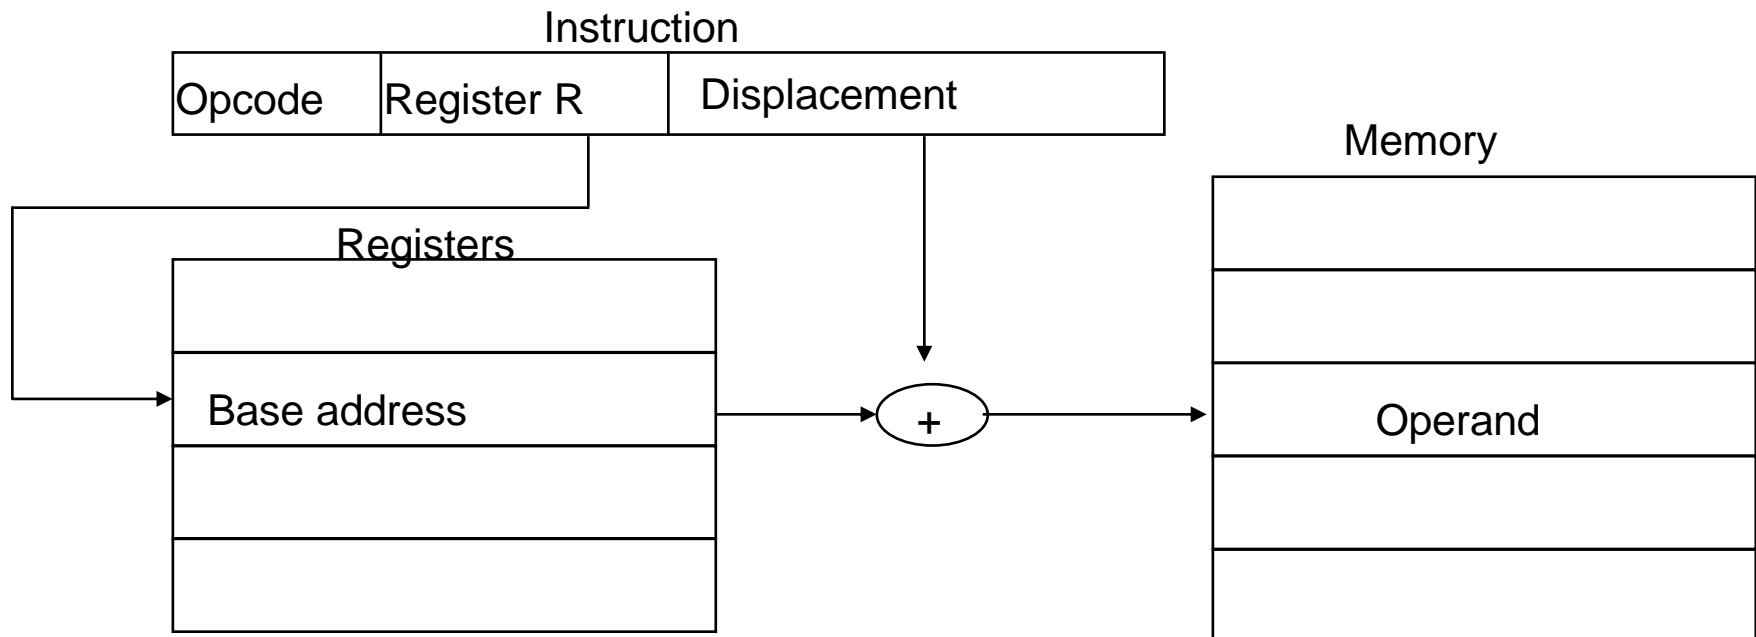 Instruction
Opcode
Register R
Displacement
Memory
Registers
Base address
+
Operand